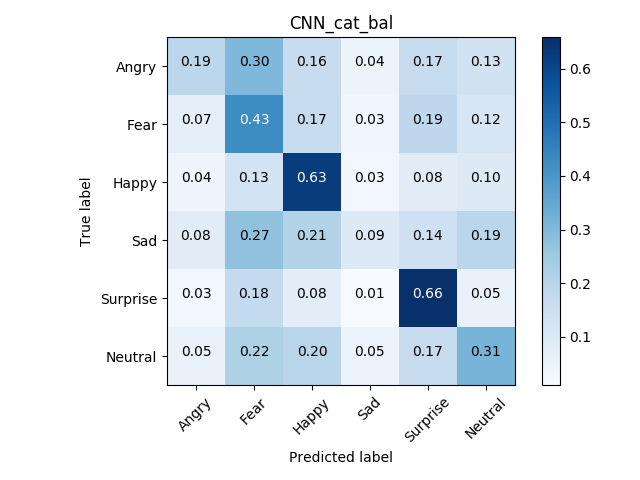 CNN_cat_bal
True label
Angry 0.19 0.30 0.16 0.04 0.17 0.13
Fear 0.07 0.43 0.17 0.03 0.19 0.12
Happy 0.04 0.13 0.63 0.03 0.08 0.10
Sad 0.08 0.27 0.21 0.09 0.14 0.19
Surprise 0.03 0.18 0.08 0.01 0.66 0.05
Neutral 0.05 0.22 0.20 0.05 0.17 0.31
Angry Fear Happy Sad Surprise Neutral
Predicted label
0.6
0.5
0.4
0.3
0.2
0.1